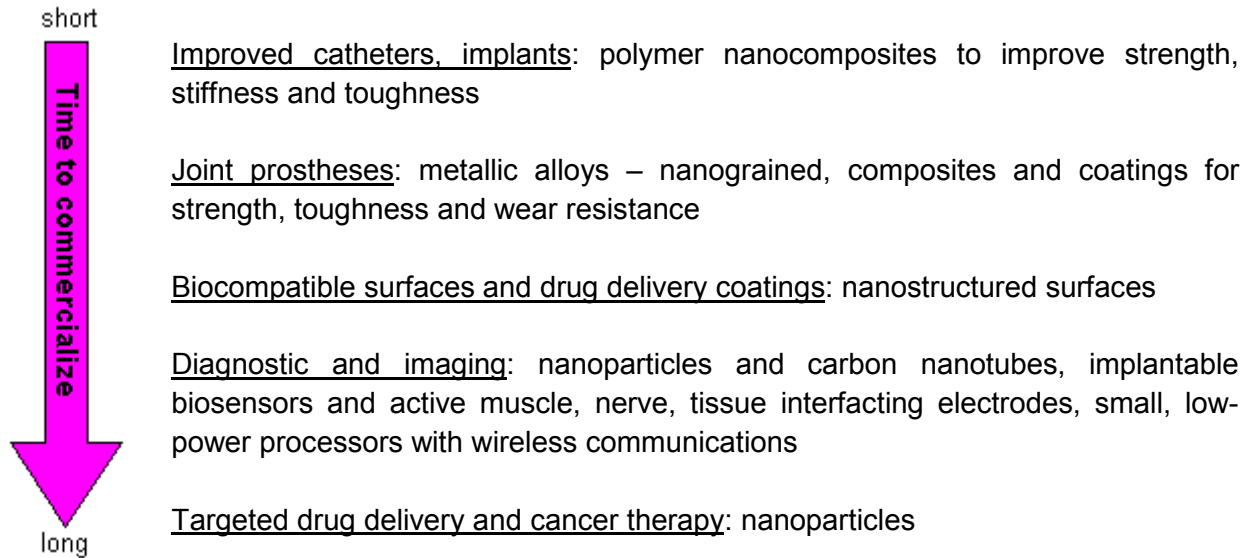 short
Time to commercialize
Improved catheters, implants: polymer nanocomposites to improve strength,
stiffness and toughness
Joint prostheses: metallic alloys – nanograined, composites and coatings for
strength, toughness and wear resistance
Biocompatible surfaces and drug delivery coatings: nanostructured surfaces
Diagnostic and imaging: nanoparticles and carbon nanotubes, implantable
biosensors and active muscle, nerve, tissue interfacing electrodes, small, low-
power processors with wireless communications
Targeted drug delivery and cancer therapy: nanoparticles
long